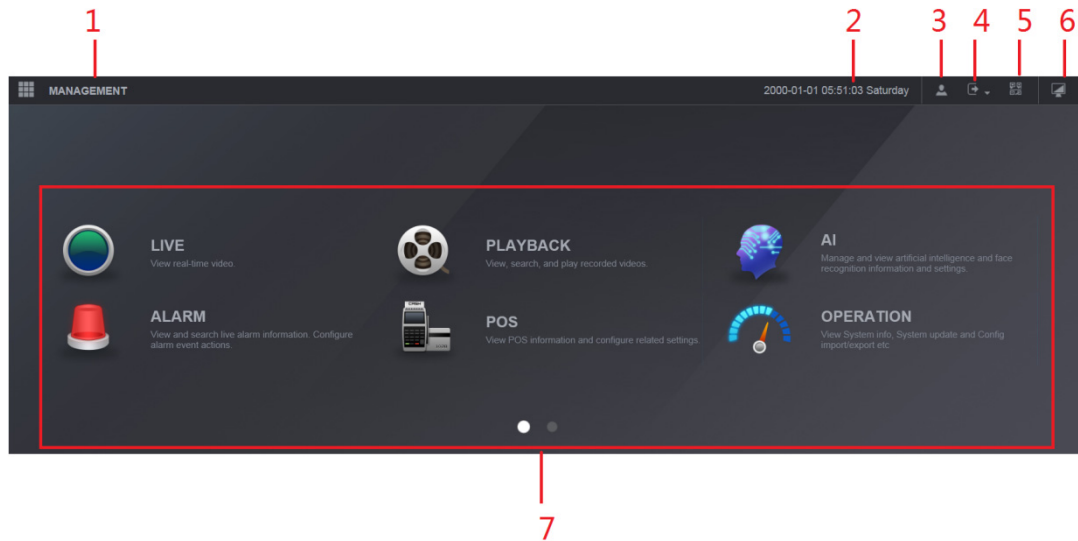 1 2 3 4 5 6
MANAGEMENT 2000-01-01 05:51:03 Saturday
LIVE
View real-time video.
PLAYBACK
View, search, and play recorded videos.
AI
Manage and view artificial intelligence and face
recognition information and settings
ALARM
View and search live alarm information. Configure
alarm event actions.
POS
View POS information and configure related settings.
OPERATION
View System info, System update and Config
import/export etc
7